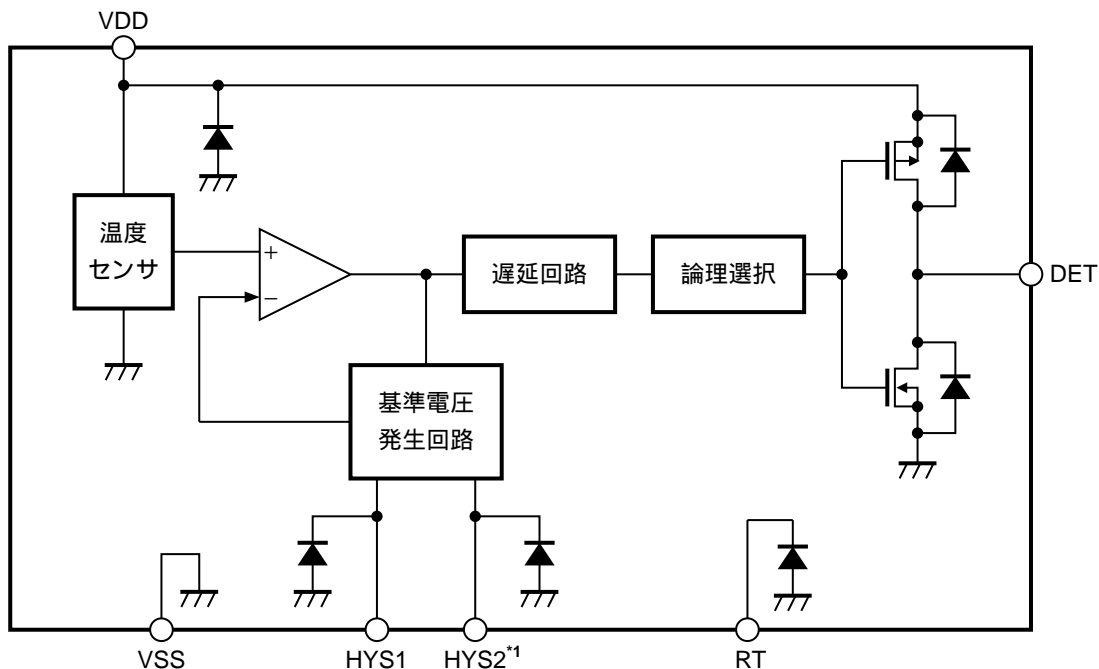 VDD
温度
センサ
+
−
遅延回路
論理選択
DET
基準電圧
発生回路
VSS
HYS1
HYS2*1
RT